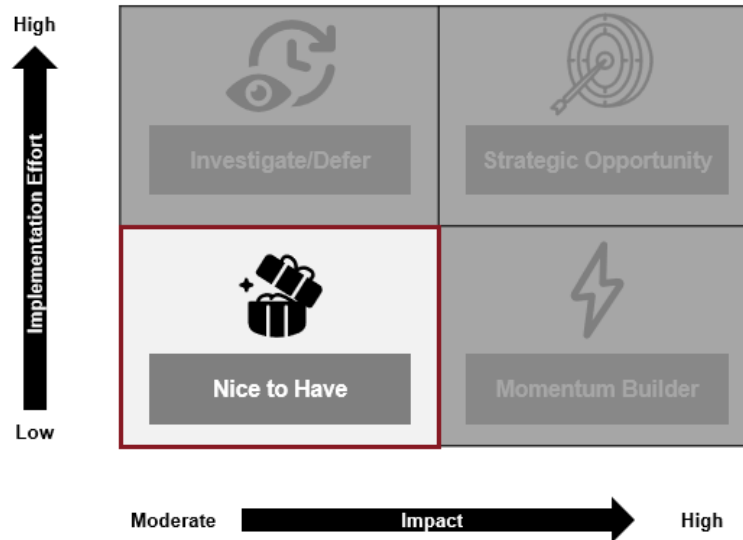 High
Investigate/Defer
Strategic Opportunity
Implementation Effort
Nice to Have
Momentum Builder
Low
Moderate
Impact
High